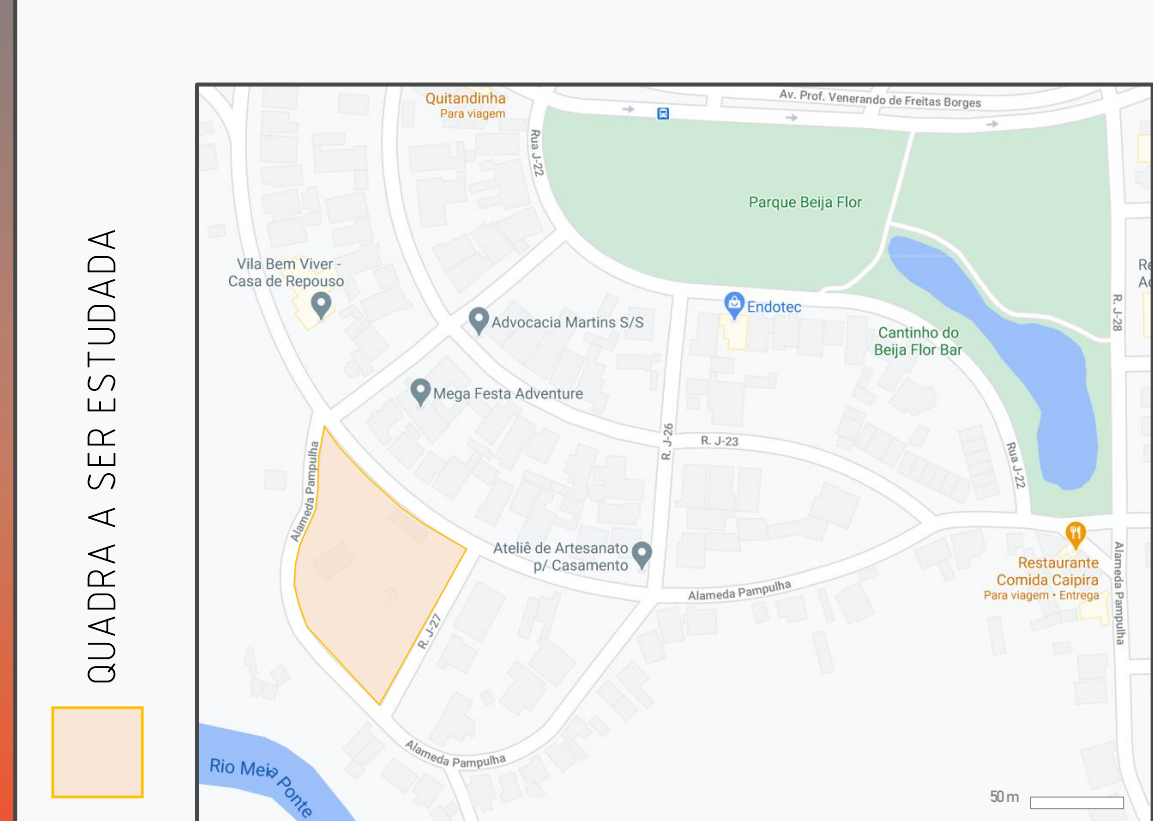 QUADRA A SER ESTUDADA
Quitandinha
Para viagem
Av. Prof. Venerando de Freitas Borges
Rua J-22
Parque Beija Flor
Vila Bem Viver -
Casa de Repouso
Advocacia Martins S/S
Endotec
R. J-28
Cantinho do
Beija Flor Bar
Mega Festa Adventure
R. J-26
R. J-23
Alameda Pampulha
Rua J-22
Ateliê de Artesanato
p/ Casamento
Restaurante
Comida Caipira
Para viagem • Entrega
Alameda Pampulha
Alameda Pampulha
R. J-27
Alameda Pampulha
Rio Meia Ponte
50 m